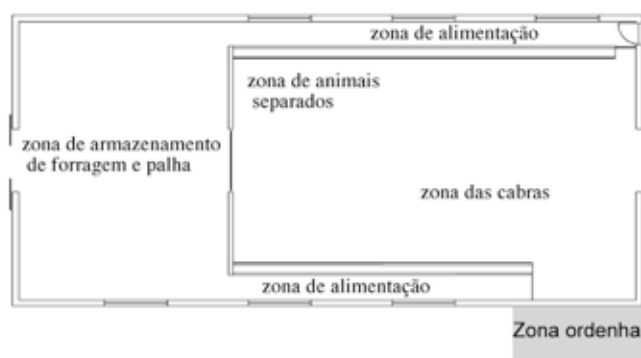 zona de alimentação
zona de animais
separados
zona de armazenamento
de forragem e palha
zona das cabras
zona de alimentação
Zona ordenha